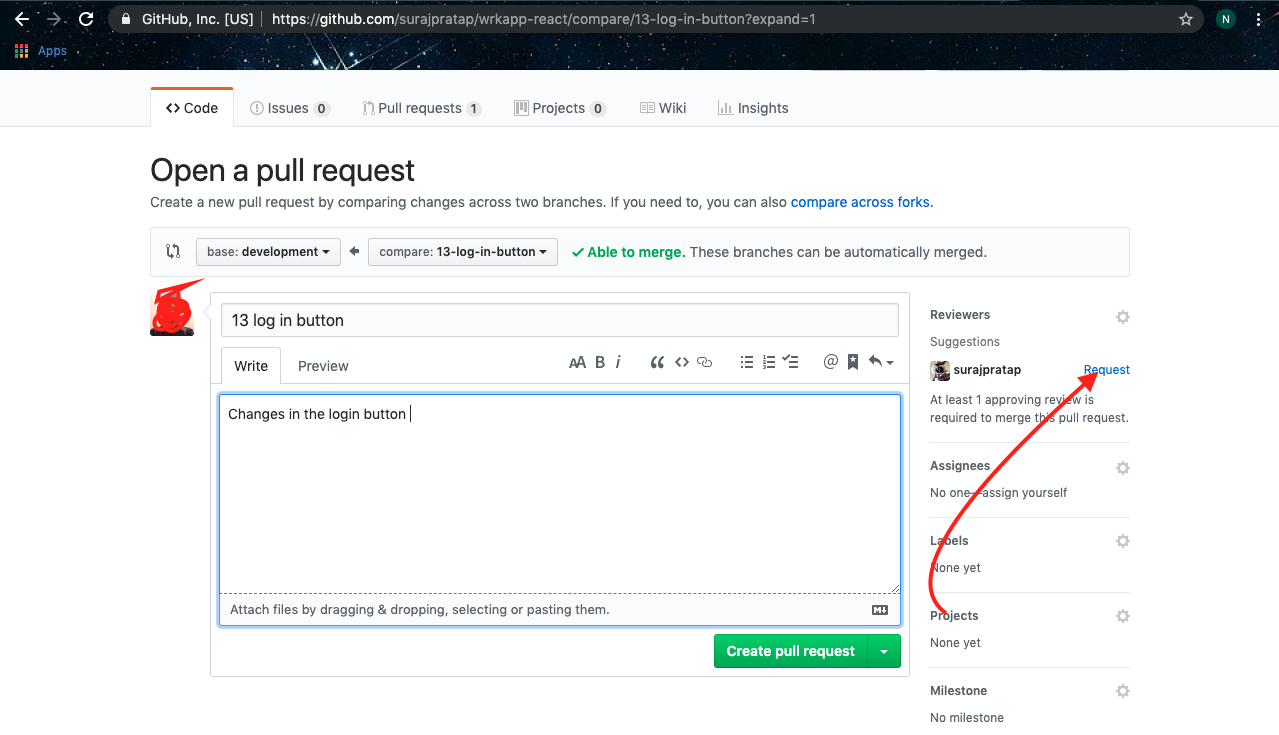 GitHub, Inc. [US] | https://github.com/surajpratap/wrkapp-react/compare/13-log-in-button?expand=1
N
Apps
Code Issues 0 Pull requests 1 Projects 0 Wiki Insights
Open a pull request
Create a new pull request by comparing changes across two branches. If you need to, you can also compare across forks.
base: development compare: 13-log-in-button Able to merge. These branches can be automatically merged.
13 log in button
Write Preview
AA B i @
Changes in the login button
Attach files by dragging & dropping, selecting or pasting them.
Create pull request
Reviewers
Suggestions
surajpratap Request
At least 1 approving review is
required to merge this pull request.
Assignees
No one—assign yourself
Labels
None yet
Projects
None yet
Milestone
No milestone